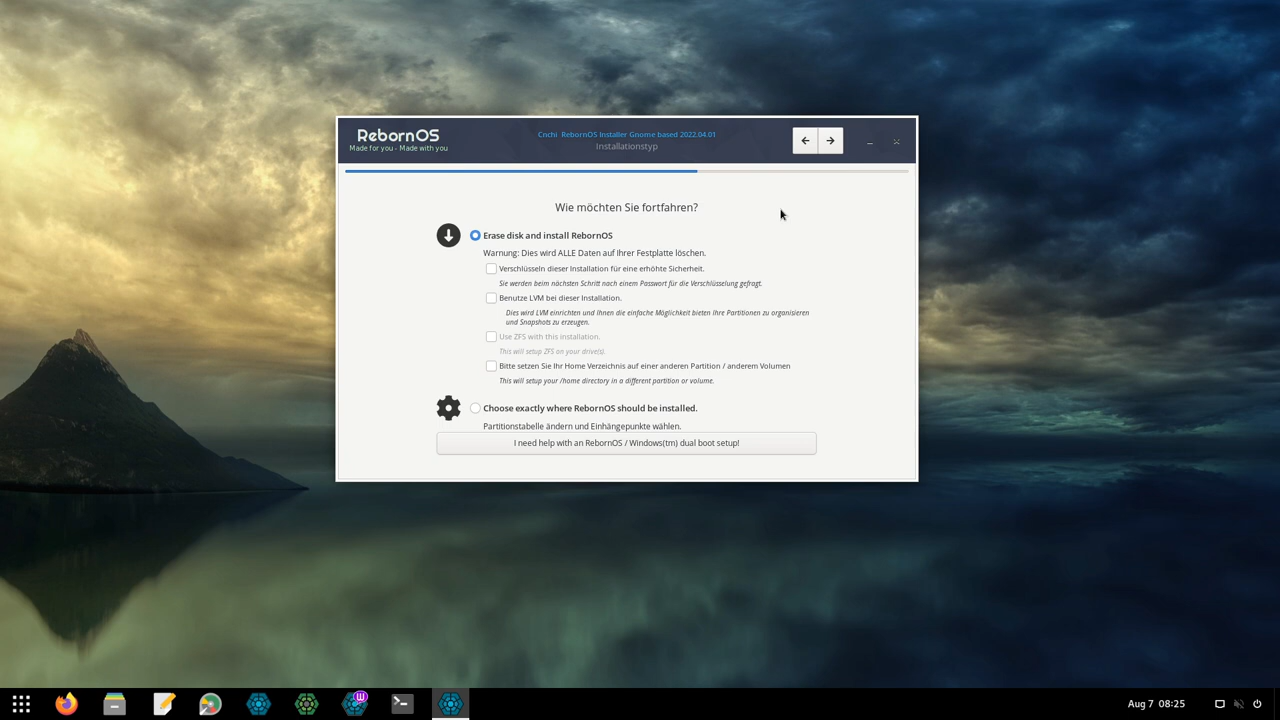 RebornOS
Made for you - Made with you
Cnchi RebornOS Installer Gnome based 2022.04.01
Installationstyp
Wie möchten Sie fortfahren?
Erase disk and install RebornOS
Warnung: Dies wird ALLE Daten auf Ihrer Festplatte löschen.
Verschlüsseln dieser Installation für eine erhöhte Sicherheit.
Sie werden beim nächsten Schritt nach einem Passwort für die Verschlüsselung gefragt.
Benutze LVM bei dieser Installation.
Dies wird LVM einrichten und Ihnen die einfache Möglichkeit bieten Ihre Partitionen zu organisieren
und Snapshots zu erzeugen.
Use ZFS with this installation.
This will setup ZFS on your drive(s).
Bitte setzen Sie Ihr Home Verzeichnis auf einer anderen Partition / anderem Volumen
This will setup your /home directory in a different partition or volume.
Choose exactly where RebornOS should be installed.
Partitionstabelle ändern und Einhängepunkte wählen.
I need help with an RebornOS / Windows(tm) dual boot setup!
W
Aug 7 08:25